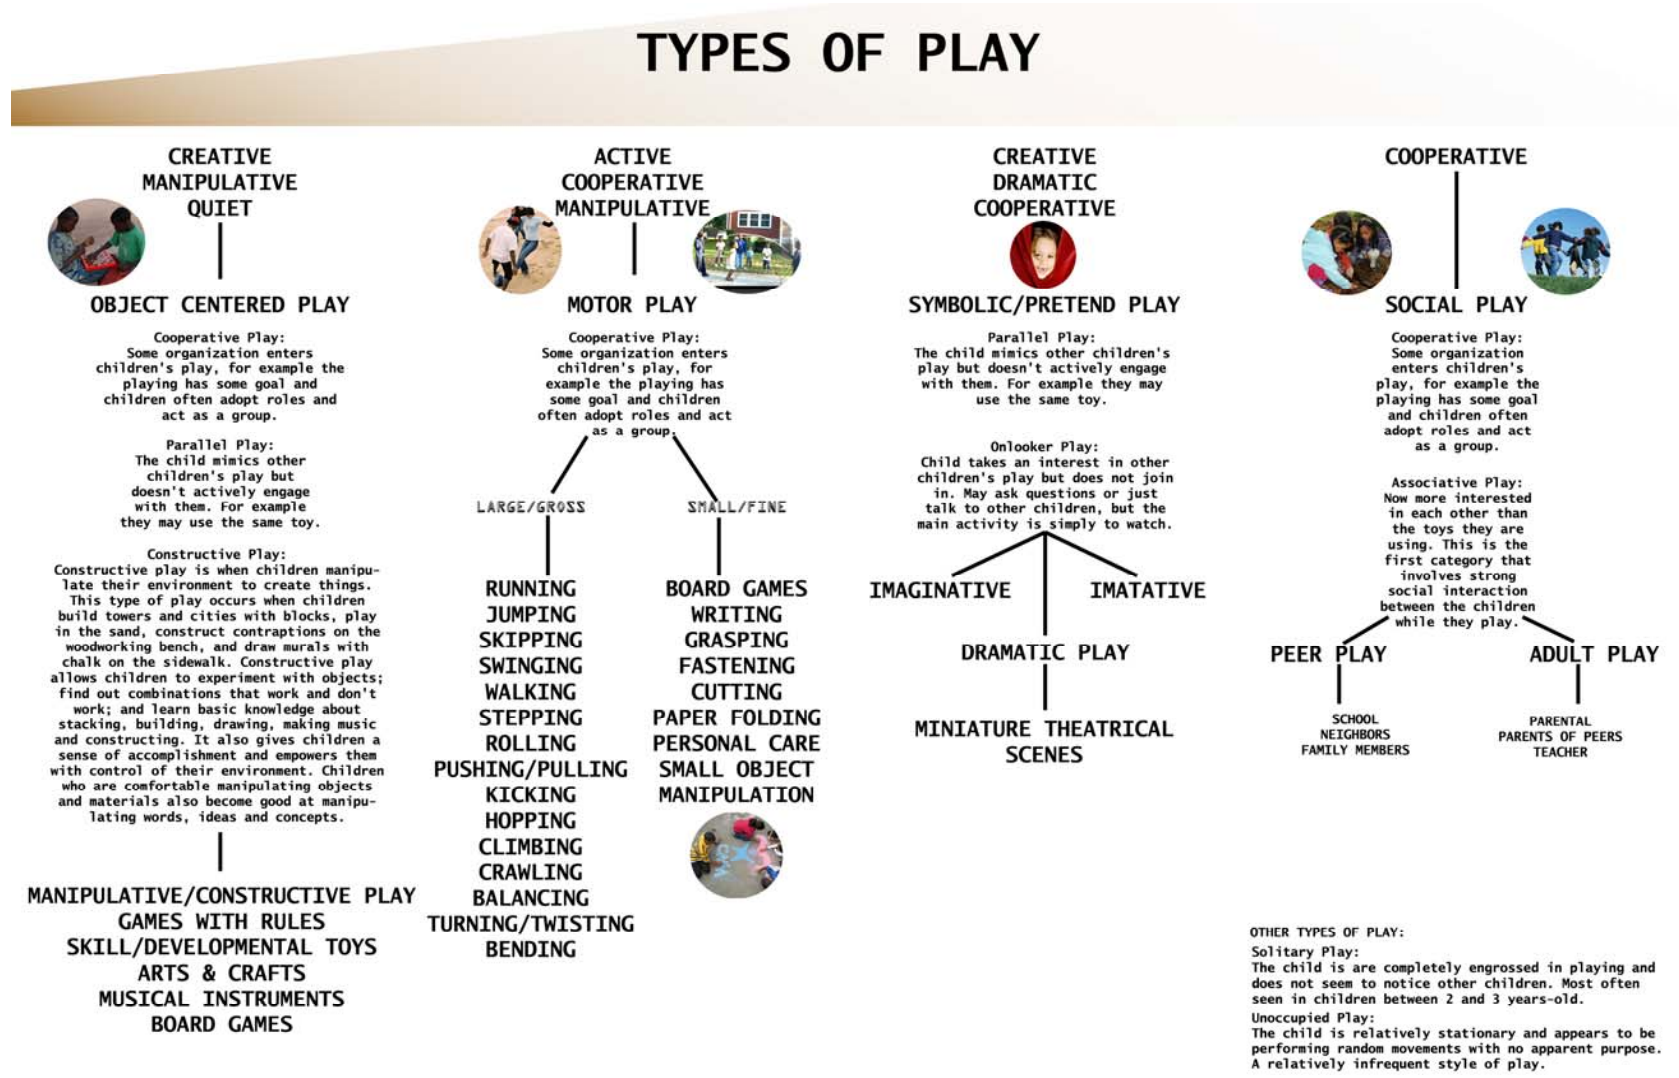 TYPES OF PLAY
CREATIVE
MANIPULATIVE
QUIET
OBJECT CENTERED PLAY
Cooperative Play:
Some organization enters
children's play, for example the
playing has some goal and
children often adopt roles and
act as a group.
Parallel Play:
The child mimics other
children's play but
doesn't actively engage
with them. For example
they may use the same toy.
Constructive Play:
Constructive play is when children manipu-
late their environment to create things.
This type of play occurs when children
build towers and cities with blocks, play
in the sand, construct contraptions on the
woodworking bench, and draw murals with
chalk on the sidewalk. Constructive play
allows children to experiment with objects;
find out combinations that work and don't
work; and learn basic knowledge about
stacking, building, drawing, making music
and constructing. It also gives children a
sense of accomplishment and empowers them
with control of their environment. Children
who are comfortable manipulating objects
and materials also become good at manipu-
lating words, ideas and concepts.
MANIPULATIVE/CONSTRUCTIVE PLAY
GAMES WITH RULES
SKILL/DEVELOPMENTAL TOYS
ARTS & CRAFTS
MUSICAL INSTRUMENTS
BOARD GAMES
ACTIVE
COOPERATIVE
MANIPULATIVE
MOTOR PLAY
Cooperative Play:
Some organization enters
children's play, for
example the playing has
some goal and children
often adopt roles and act
as a group.
LARGE/GROSS
RUNNING
JUMPING
SKIPPING
SWINGING
WALKING
STEPPING
ROLLING
PUSHING/PULLING
KICKING
HOPPING
CLIMBING
CRAWLING
BALANCING
TURNING/TWISTING
BENDING
SMALL/FINE
BOARD GAMES
WRITING
GRASPING
FASTENING
CUTTING
PAPER FOLDING
PERSONAL CARE
SMALL OBJECT
MANIPULATION
CREATIVE
DRAMATIC
COOPERATIVE
SYMBOLIC/PRETEND PLAY
Parallel Play:
The child mimics other children's
play but doesn't actively engage
with them. For example they may
use the same toy.
Onlooker Play:
Child takes an interest in other
children's play but does not join
in. May ask questions or just
talk to other children, but the
main activity is simply to watch.
IMAGINATIVE
IMATATIVE
DRAMATIC PLAY
MINIATURE THEATRICAL
SCENES
COOPERATIVE
SOCIAL PLAY
Cooperative Play:
Some organization
enters children's
play, for example the
playing has some goal
and children often
adopt roles and act
as a group.
Associative Play:
Now more interested
in each other than
the toys they are
using. This is the
first category that
involves strong
social interaction
between the children
while they play.
PEER PLAY
SCHOOL
NEIGHBORS
FAMILY MEMBERS
ADULT PLAY
PARENTAL
PARENTS OF PEERS
TEACHER
OTHER TYPES OF PLAY:
Solitary Play:
The child is are completely engrossed in playing and
does not seem to notice other children. Most often
seen in children between 2 and 3 years-old.
Unoccupied Play:
The child is relatively stationary and appears to be
performing random movements with no apparent purpose.
A relatively infrequent style of play.